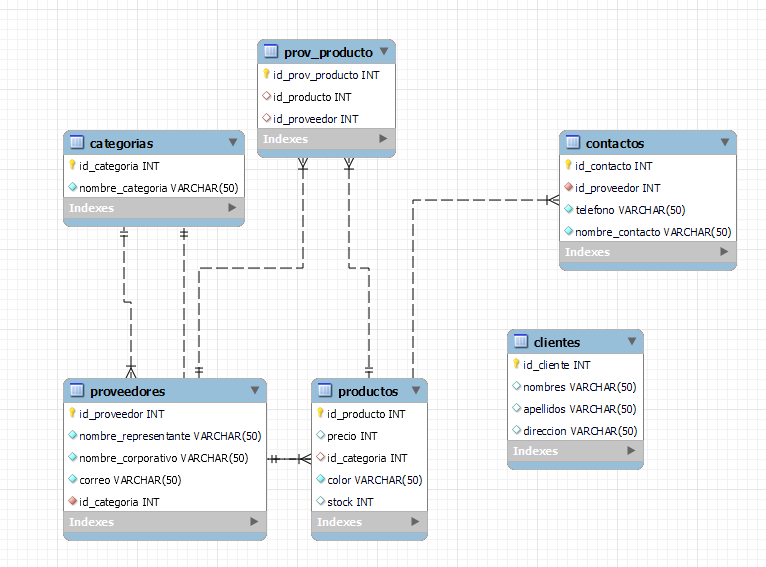 prov_producto
id_prov_producto INT
id_producto INT
id_proveedor INT
Indexes
categorias
id_categoria INT
nombre_categoria VARCHAR(50)
Indexes
contactos
id_contacto INT
id_proveedor INT
telefono VARCHAR(50)
nombre_contacto VARCHAR(50)
Indexes
clientes
id_cliente INT
nombres VARCHAR(50)
apellidos VARCHAR(50)
direccion VARCHAR(50)
Indexes
proveedores
id_proveedor INT
nombre_representante VARCHAR(50)
nombre_corporativo VARCHAR(50)
correo VARCHAR(50)
id_categoria INT
Indexes
productos
id_producto INT
precio INT
id_categoria INT
color VARCHAR(50)
stock INT
Indexes